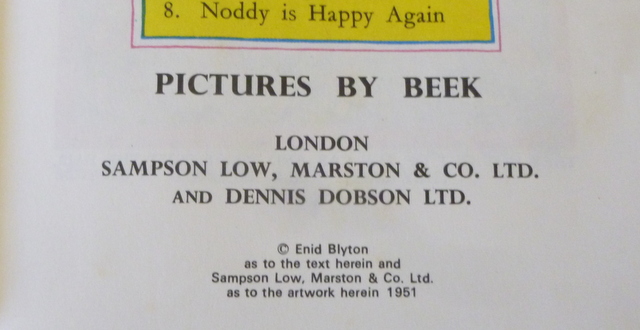 8. Noddy is Happy Again
PICTURES BY BEEK
LONDON
SAMPSON LOW, MARSTON & CO. LTD.
AND DENNIS DOBSON LTD.
© Enid Blyton
as to the text herein and
Sampson Low, Marston & Co. Ltd.
as to the artwork herein 1951